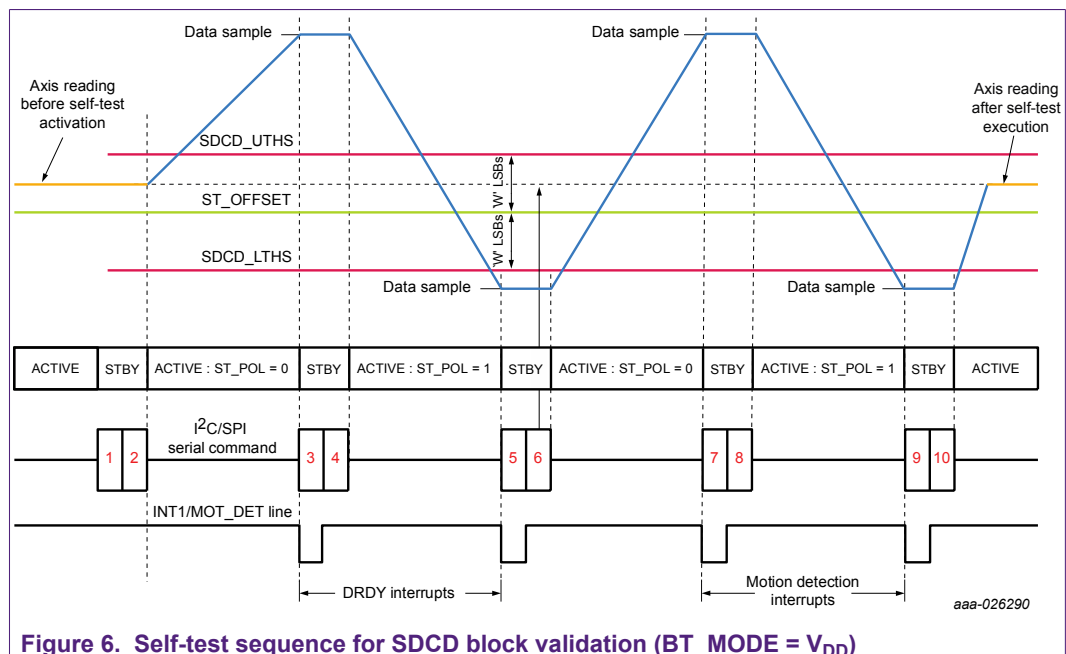 Data sample
Data sample
Axis reading
before self-test
activation
Axis reading
after self-test
execution
SDCD_UTHS
'W' LSBs
ST_OFFSET
'W' LSBs
SDCD_LTHS
Data sample
Data sample
ACTIVE
STBY
ACTIVE : ST_POL = 0
STBY
ACTIVE : ST_POL = 1
STBY
ACTIVE : ST_POL = 0
STBY
ACTIVE : ST_POL = 1
STBY
ACTIVE
I2C/SPI
serial command
1 2
3 4
5 6
7 8
9 10
INT1/MOT_DET line
DRDY interrupts
Motion detection
interrupts
aaa-026290
Figure 6. Self-test sequence for SDCD block validation (BT_MODE = VDD)